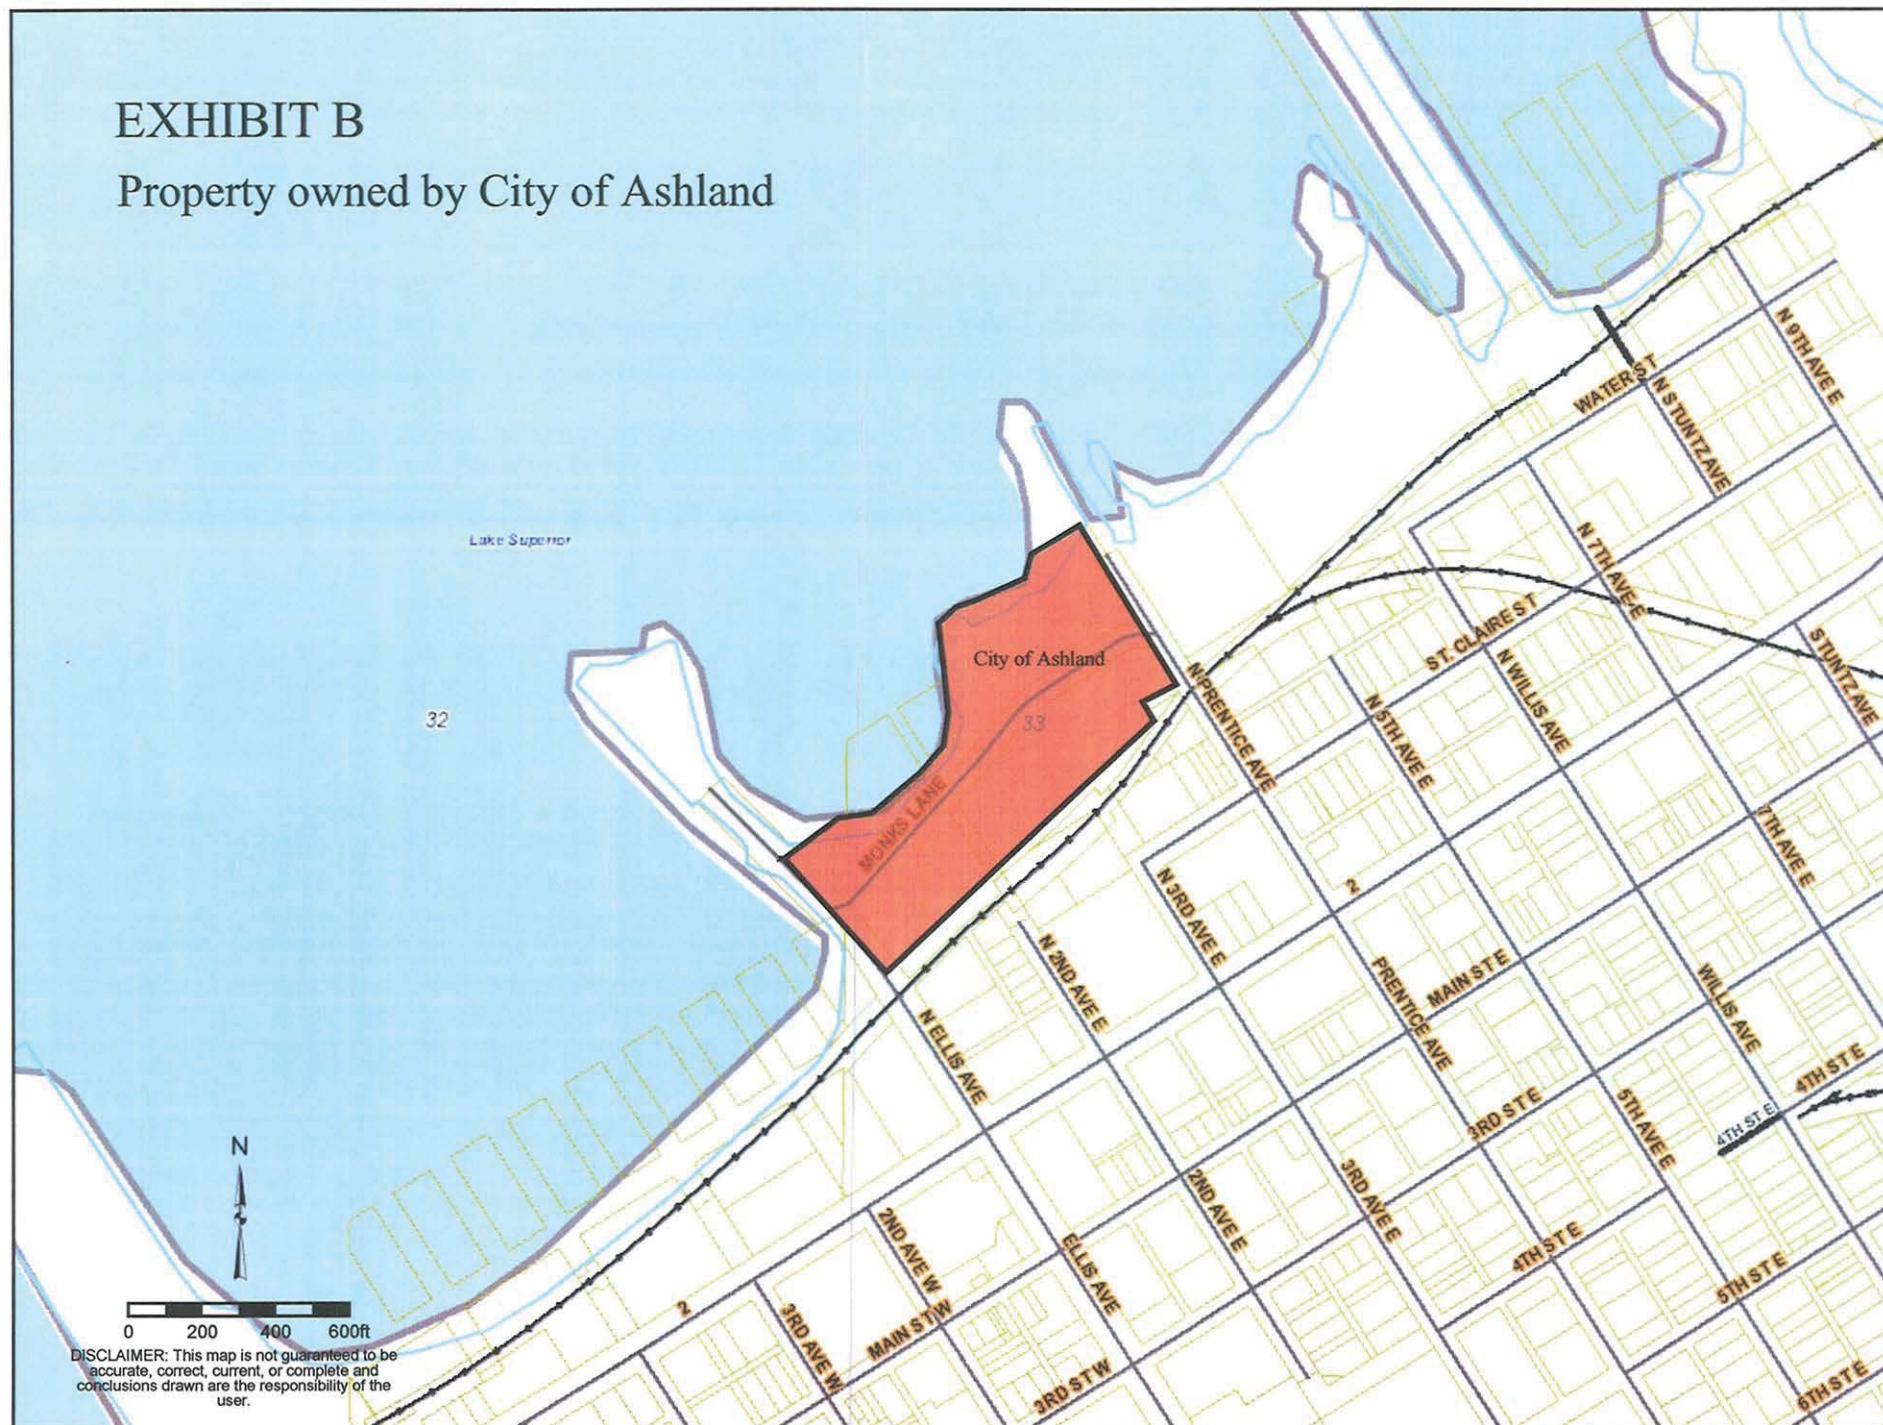 EXHIBIT B
Property owned by City of Ashland
Lake Superior
32
City of Ashland
33
MONKS LANE
WATER ST
N STUNTZ AVE
N 9TH AVE E
N 7TH AVE E
ST. CLAIRE ST
N WILLIS AVE
STUNTZ AVE
N PRENTICE AVE
N 5TH AVE E
7TH AVE E
N 3RD AVE E
2
N 2ND AVE E
PRENTICE AVE
MAIN ST E
WILLIS AVE
N ELLIS AVE
4TH ST E
4TH ST E
3RD ST E
5TH AVE E
2ND AVE E
3RD AVE E
4TH ST E
5TH ST E
2ND AVE W
ELLIS AVE
2
3RD AVE W
MAIN ST W
3RD ST W
6TH ST E
N
0 200 400 600ft
DISCLAIMER: This map is not guaranteed to be
accurate, correct, current, or complete and
conclusions drawn are the responsibility of the
user.